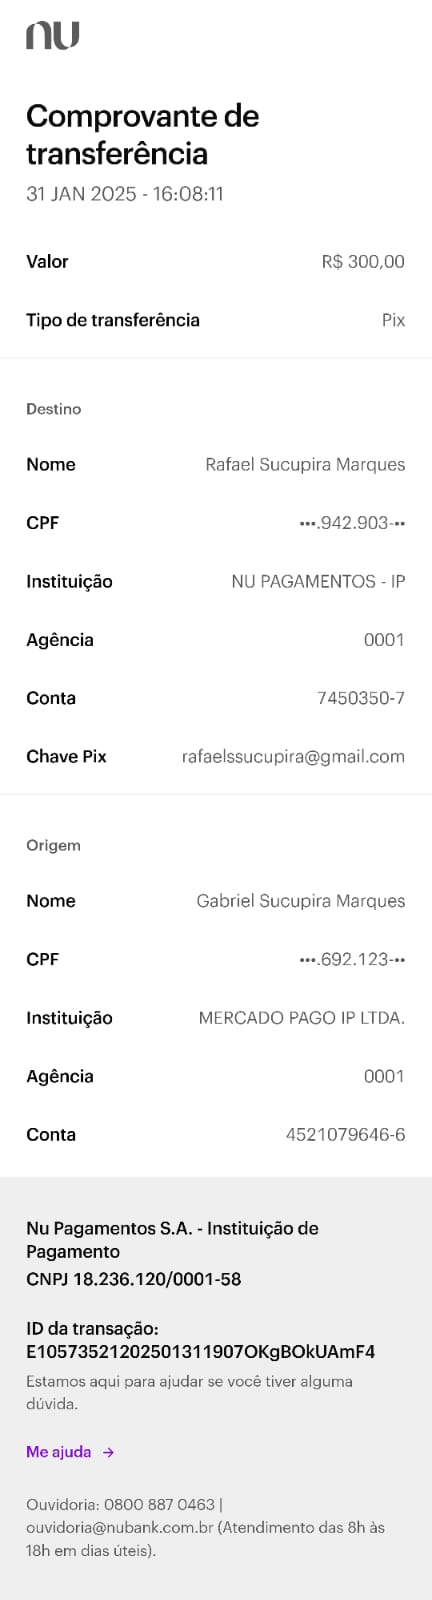 nu
Comprovante de
transferência
31 JAN 2025 - 16:08:11
Valor R$ 300,00
Tipo de transferência Pix
Destino
Nome Rafael Sucupira Marques
CPF •••.942.903-••
Instituição NU PAGAMENTOS - IP
Agência 0001
Conta 7450350-7
Chave Pix rafaelssucupira@gmail.com
Origem
Nome Gabriel Sucupira Marques
CPF •••.692.123-••
Instituição MERCADO PAGO IP LTDA.
Agência 0001
Conta 4521079646-6
Nu Pagamentos S.A. - Instituição de
Pagamento
CNPJ 18.236.120/0001-58
ID da transação:
E10573521202501311907OKgBOkUAmF4
Estamos aqui para ajudar se você tiver alguma
dúvida.
Me ajuda →
Ouvidoria: 0800 887 0463 |
ouvidoria@nubank.com.br (Atendimento das 8h às
18h em dias úteis).